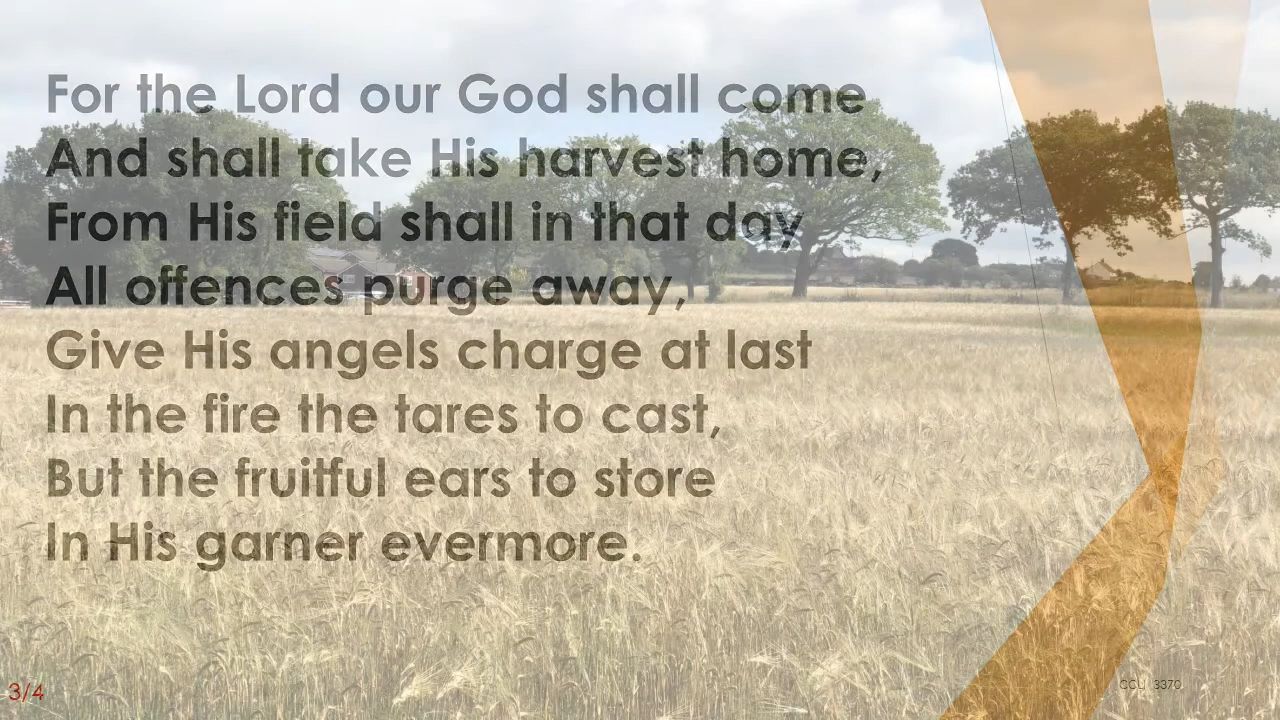 For the Lord our God shall come
And shall take His harvest home,
From His field shall in that day
All offences purge away,
Give His angels charge at last
In the fire the tares to cast,
But the fruitful ears to store
In His garner evermore.
3/4
CCLI 3370